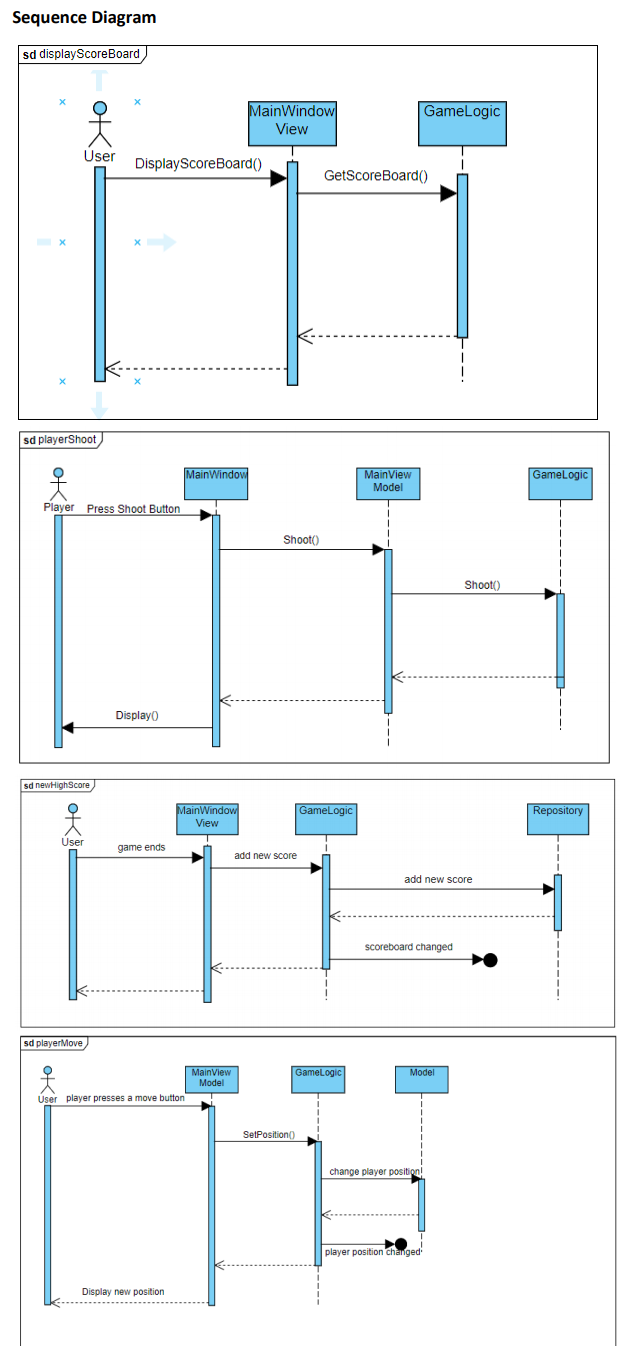 Sequence Diagram
sd displayScoreBoard
MainWindow
View
GameLogic
User
DisplayScoreBoard()
GetScoreBoard()
sd playerShoot
MainWindow
MainView
Model
GameLogic
Player
Press Shoot Button
Shoot()
Shoot()
Display()
sd newHighScore
MainWindow
View
GameLogic
Repository
User
game ends
add new score
add new score
scoreboard changed
sd playerMove
MainView
Model
GameLogic
Model
User
player presses a move button
SetPosition()
change player position
player position changed
Display new position